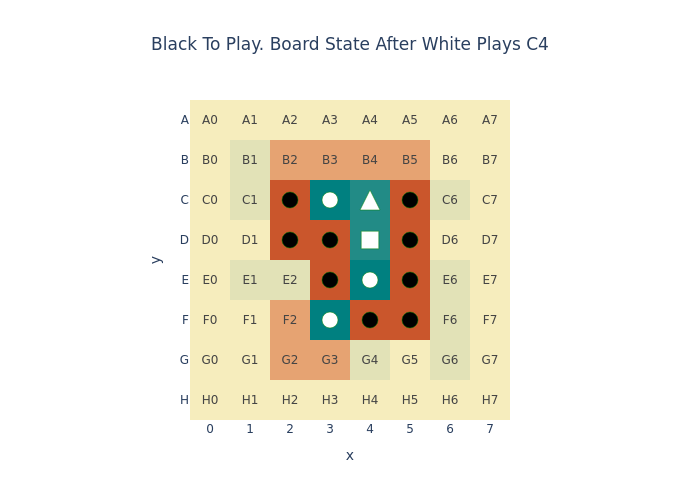 Black To Play. Board State After White Plays C4
A A0 A1 A2 A3 A4 A5 A6 A7
B B0 B1 B2 B3 B4 B5 B6 B7
C C0 C1 C6 C7
D D0 D1 D6 D7
y
E E0 E1 E2 E6 E7
F F0 F1 F2 F6 F7
G G0 G1 G2 G3 G4 G5 G6 G7
H H0 H1 H2 H3 H4 H5 H6 H7
0 1 2 3 4 5 6 7
x